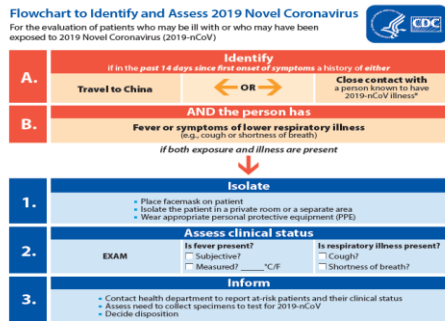 Flowchart to Identify and Assess 2019 Novel Coronavirus
For the evaluation of patients who may be ill with or who may have been
exposed to 2019 Novel Coronavirus (2019-nCoV)
CDC
A.
Identify
if in the past 14 days since first onset of symptoms a history of either
Travel to China
OR
Close contact with
a person known to have
2019-nCoV illness*
B.
AND the person has
Fever or symptoms of lower respiratory illness
(e.g., cough or shortness of breath)
if both exposure and illness are present
1.
Isolate
• Place facemask on patient
• Isolate the patient in a private room or a separate area
• Wear appropriate personal protective equipment (PPE)
2.
Assess clinical status
EXAM
Is fever present?
Subjective?
Measured? _____°C/F
Is respiratory illness present?
Cough?
Shortness of breath?
3.
Inform
• Contact health department to report at-risk patients and their clinical status
• Assess need to collect specimens to test for 2019-nCoV
• Decide disposition